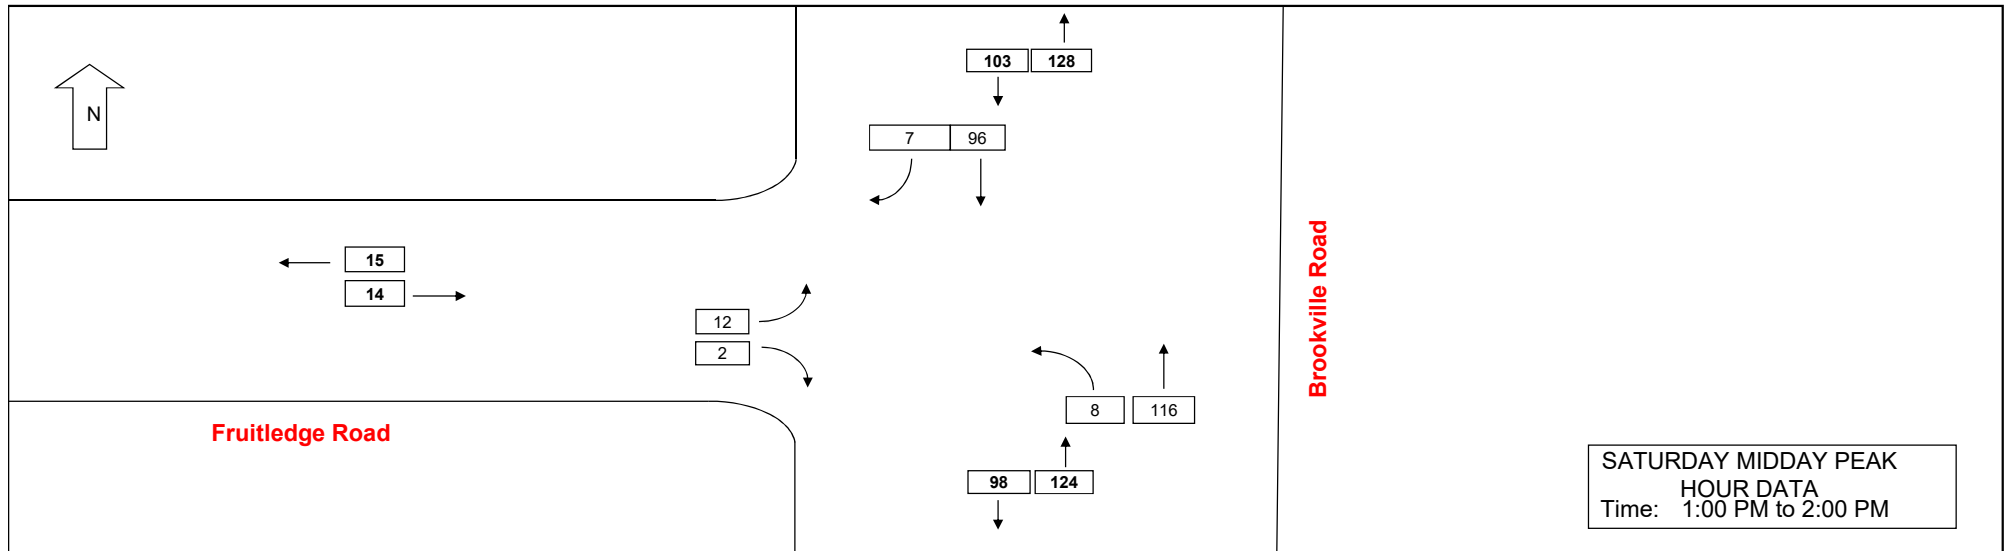 103 128
N
7 96
15
14
12
2
Brookville Road
8 116
Fruitledge Road
98 124
SATURDAY MIDDAY PEAK
HOUR DATA
Time: 1:00 PM to 2:00 PM